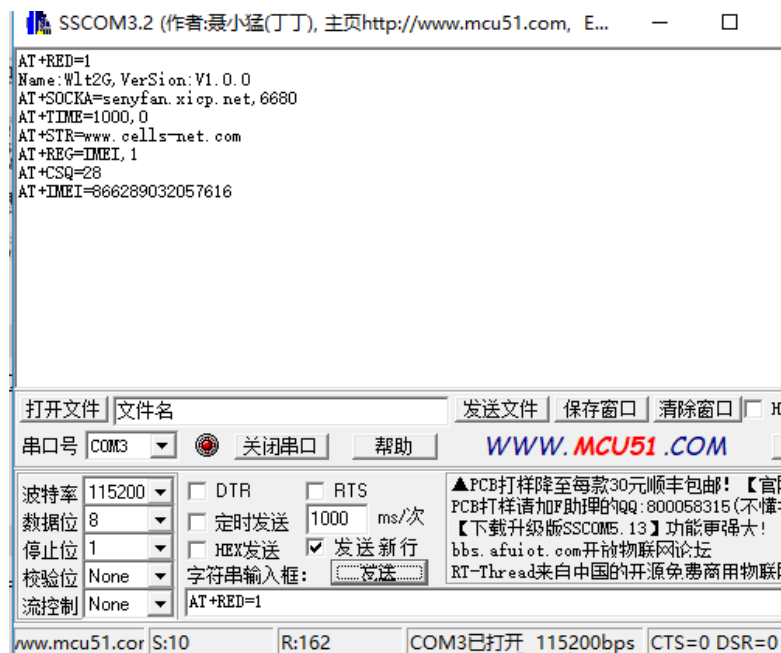 SSCOM3.2 (作者:聂小猛(丁丁), 主页http://www.mcu51.com, E...
AT+RED=1
Name:Wlt2G,VerSion:V1.0.0
AT+SOCKA=senyfan.xicp.net,6680
AT+TIME=1000,0
AT+STR=www.cells-net.com
AT+REG=IMEI,1
AT+CSQ=28
AT+IMEI=866289032057616
打开文件 文件名 发送文件 保存窗口 清除窗口
串口号 COM3 关闭串口 帮助 WWW.MCU51.COM
波特率 115200 DTR RTS
数据位 8 定时发送 1000 ms/次
停止位 1 HEX发送 发送新行
校验位 None 字符串输入框: 发送
流控制 None AT+RED=1
▲PCB打样降至每款30元顺丰包邮!【官
PCB打样请加F助理的QQ:800058315(不懂
【下载升级版SSCOM5.13】功能更强大!
bbs.afuiot.com开放物联网论坛
RT-Thread来自中国的开源免费商用物联
www.mcu51.cor S:10 R:162 COM3已打开 115200bps CTS=0 DSR=0